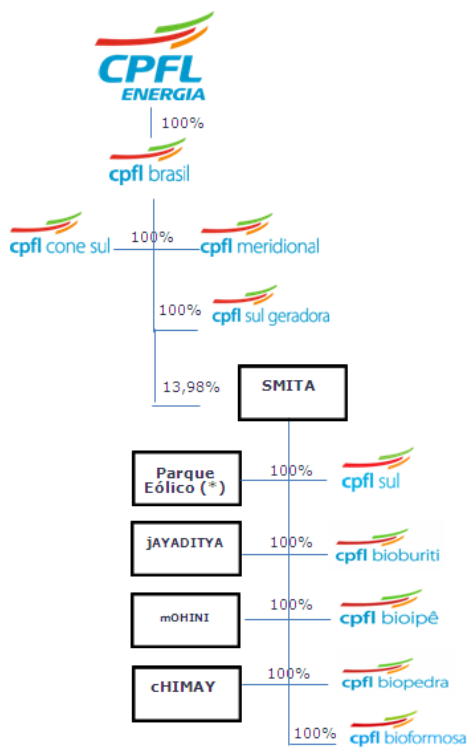 CPFL
ENERGIA
100%
cpfl brasil
cpfl cone sul
100%
cpfl meridional
100%
cpfl sul geradora
13,98%
SMITA
Parque
Eólico (*)
100%
cpfl sul
jAYADITYA
100%
cpfl bioburiti
mOHINI
100%
cpfl bioipê
cHIMAY
100%
cpfl biopedra
100%
cpfl bioformosa